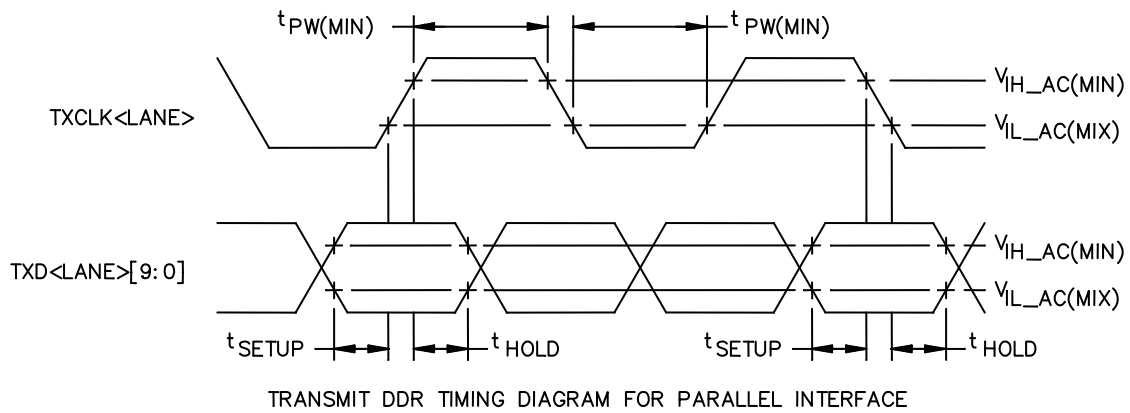 tPW(MIN) tPW(MIN)
VIH_AC(MIN)
TXCLK<LANE>
VIL_AC(MIX)
VIH_AC(MIN)
TXD<LANE>[9:0]
VIL_AC(MIX)
tSETUP tHOLD tSETUP tHOLD
TRANSMIT DDR TIMING DIAGRAM FOR PARALLEL INTERFACE